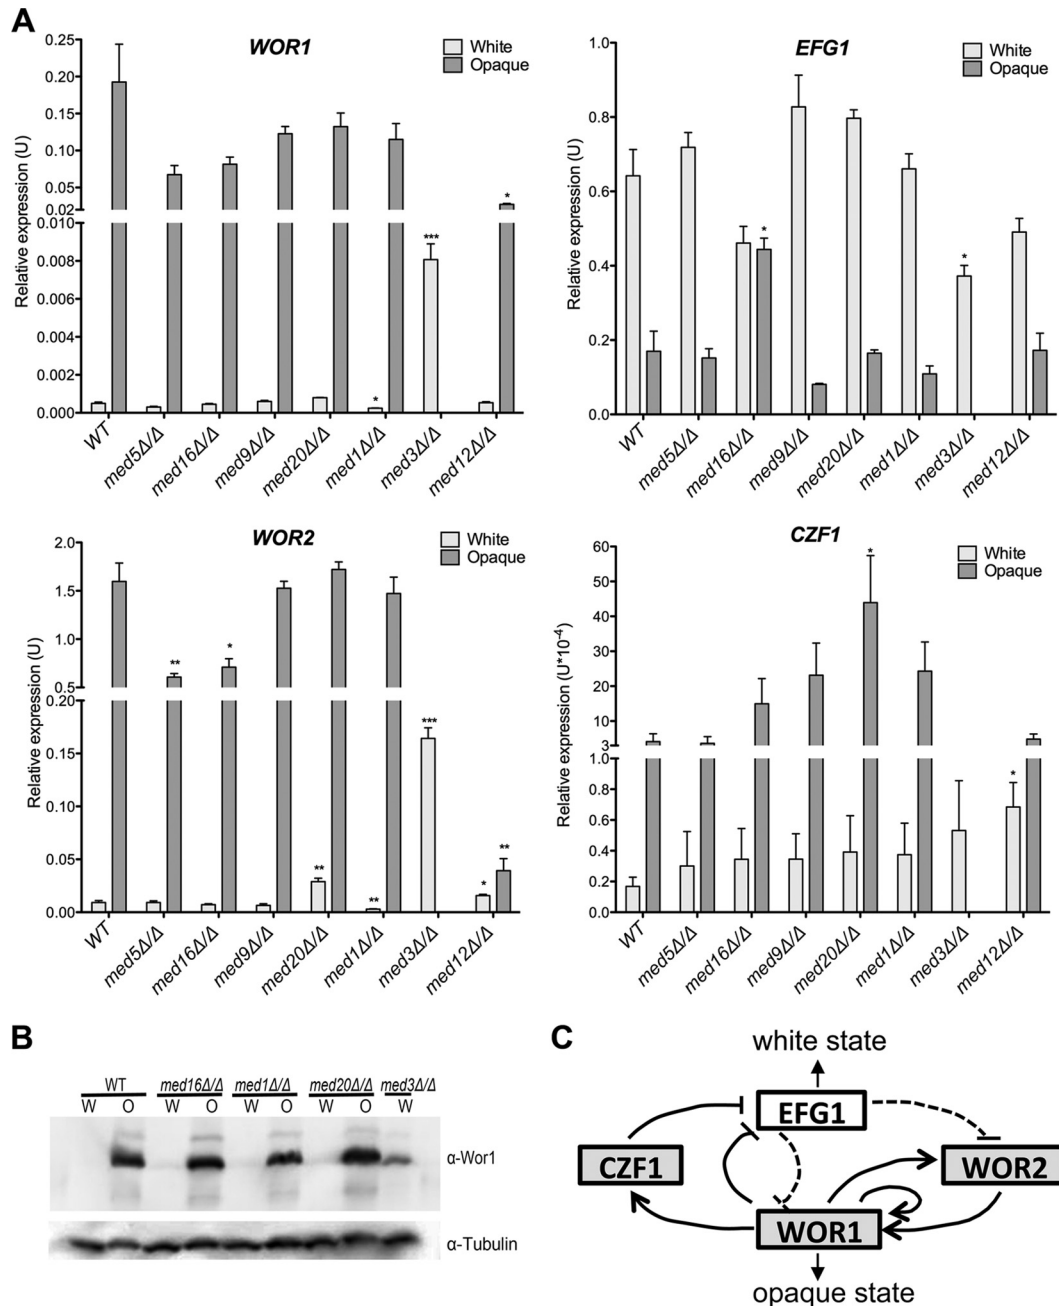 A
WOR1
White
Opaque
Relative expression (U)
0.25
0.20
0.15
0.10
0.05
0.02
0.010
0.008
0.006
0.004
0.002
0.000
*
***
*
WT
med5Δ/Δ
med16Δ/Δ
med9Δ/Δ
med20Δ/Δ
med1Δ/Δ
med3Δ/Δ
med12Δ/Δ
EFG1
White
Opaque
Relative expression (U)
1.0
0.8
0.6
0.4
0.2
0.0
*
*
WT
med5Δ/Δ
med16Δ/Δ
med9Δ/Δ
med20Δ/Δ
med1Δ/Δ
med3Δ/Δ
med12Δ/Δ
WOR2
White
Opaque
Relative expression (U)
2.0
1.5
1.0
0.5
0.20
0.15
0.10
0.05
0.00
**
*
**
**
***
*
**
WT
med5Δ/Δ
med16Δ/Δ
med9Δ/Δ
med20Δ/Δ
med1Δ/Δ
med3Δ/Δ
med12Δ/Δ
CZF1
White
Opaque
Relative expression (U*10⁻⁴)
60
50
40
30
20
10
3
1.0
0.8
0.6
0.4
0.2
0.0
*
*
WT
med5Δ/Δ
med16Δ/Δ
med9Δ/Δ
med20Δ/Δ
med1Δ/Δ
med3Δ/Δ
med12Δ/Δ
B
WT med16Δ/Δ med1Δ/Δ med20Δ/Δ med3Δ/Δ
W O W O W O W O W
α-Wor1
α-Tubulin
C
white state
EFG1
CZF1
WOR2
WOR1
opaque state